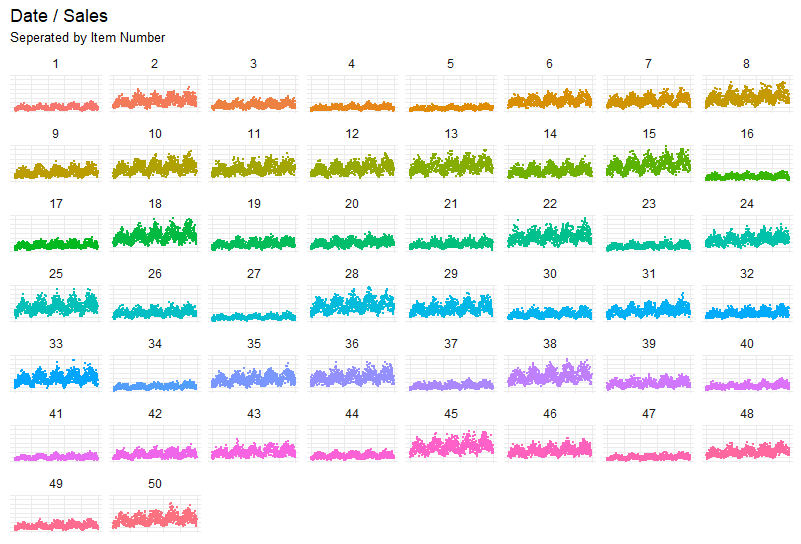 Date / Sales
Seperated by Item Number
1 2 3 4 5 6 7 8
9 10 11 12 13 14 15 16
17 18 19 20 21 22 23 24
25 26 27 28 29 30 31 32
33 34 35 36 37 38 39 40
41 42 43 44 45 46 47 48
49 50